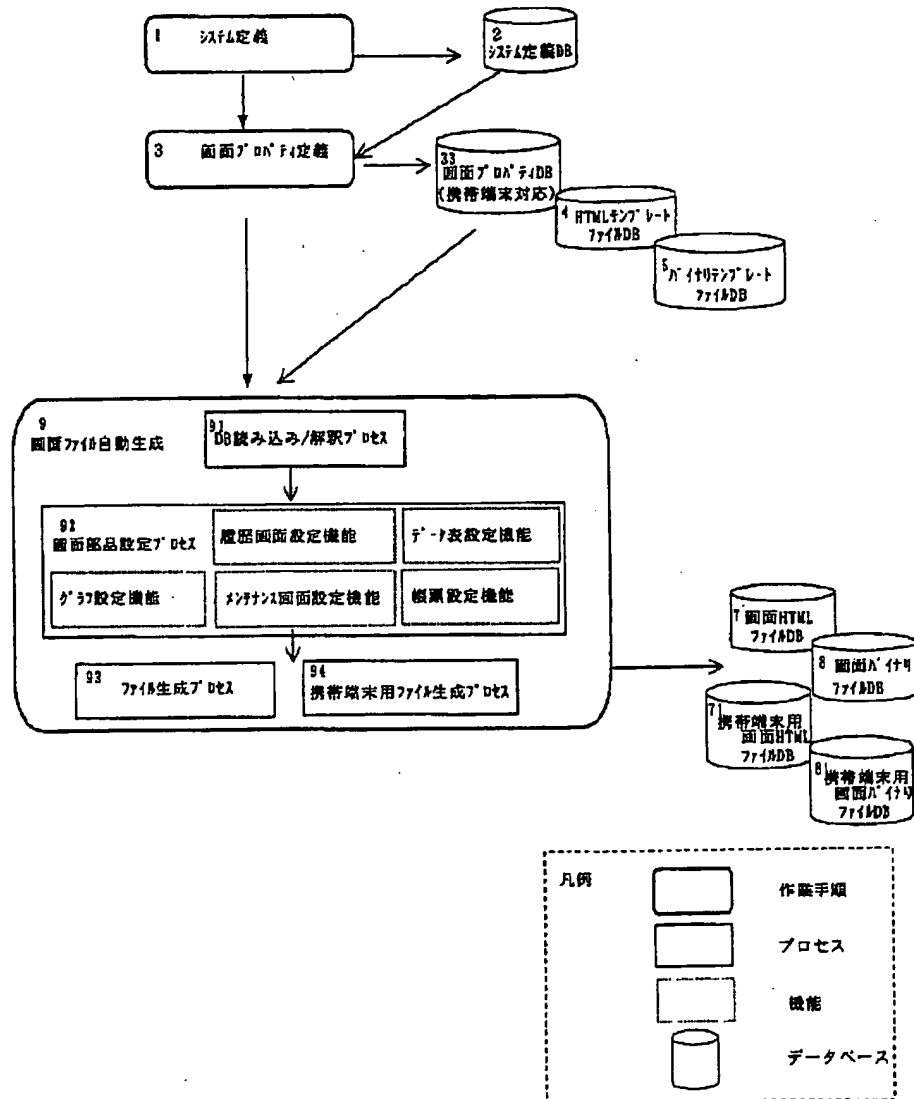 1 システム定義
2
システム定義DB
3 画面プロパティ定義
33
画面プロパティDB
(携帯端末対応)
4 HTMLテンプレート
ファイルDB
5 バイナリテンプレート
ファイルDB
9
画面ファイル自動生成
91
DB読み込み/解釈プロセス
92
画面部品設定プロセス
履歴画面設定機能
データ表設定機能
グラフ設定機能
メンテナンス画面設定機能
帳票設定機能
93
ファイル生成プロセス
94
携帯端末用ファイル生成プロセス
7 画面HTML
ファイルDB
8 画面バイナリ
ファイルDB
71
携帯端末用
画面HTML
ファイルDB
81
携帯端末用
画面バイナリ
ファイルDB
凡例
作業手順
プロセス
機能
データベース